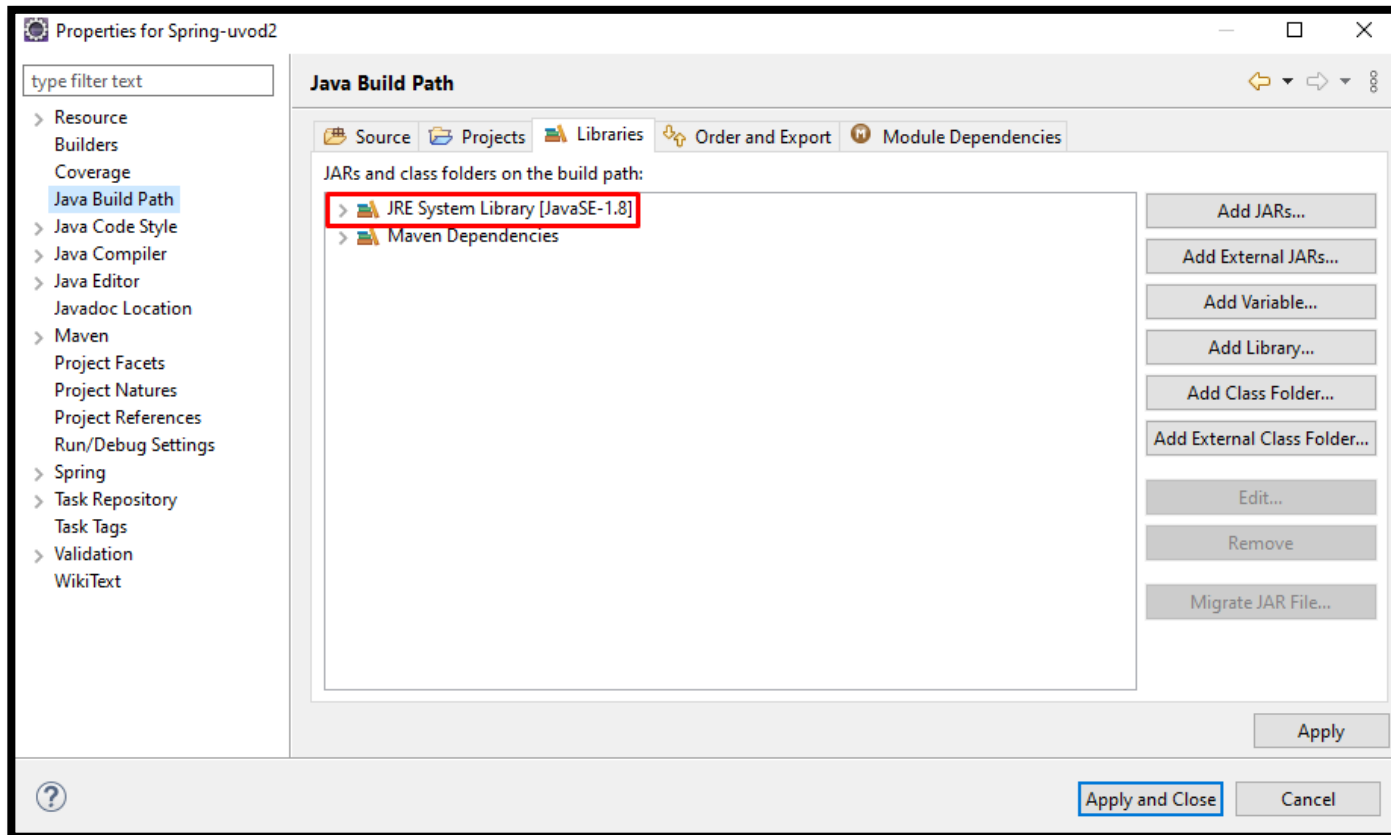 Properties for Spring-uvod2
type filter text
Resource
Builders
Coverage
Java Build Path
Java Code Style
Java Compiler
Java Editor
Javadoc Location
Maven
Project Facets
Project Natures
Project References
Run/Debug Settings
Spring
Task Repository
Task Tags
Validation
WikiText
Java Build Path
Source Projects Libraries Order and Export M Module Dependencies
JARs and class folders on the build path:
JRE System Library [JavaSE-1.8]
Maven Dependencies
Add JARs...
Add External JARs...
Add Variable...
Add Library...
Add Class Folder...
Add External Class Folder...
Edit...
Remove
Migrate JAR File...
Apply
? Apply and Close Cancel